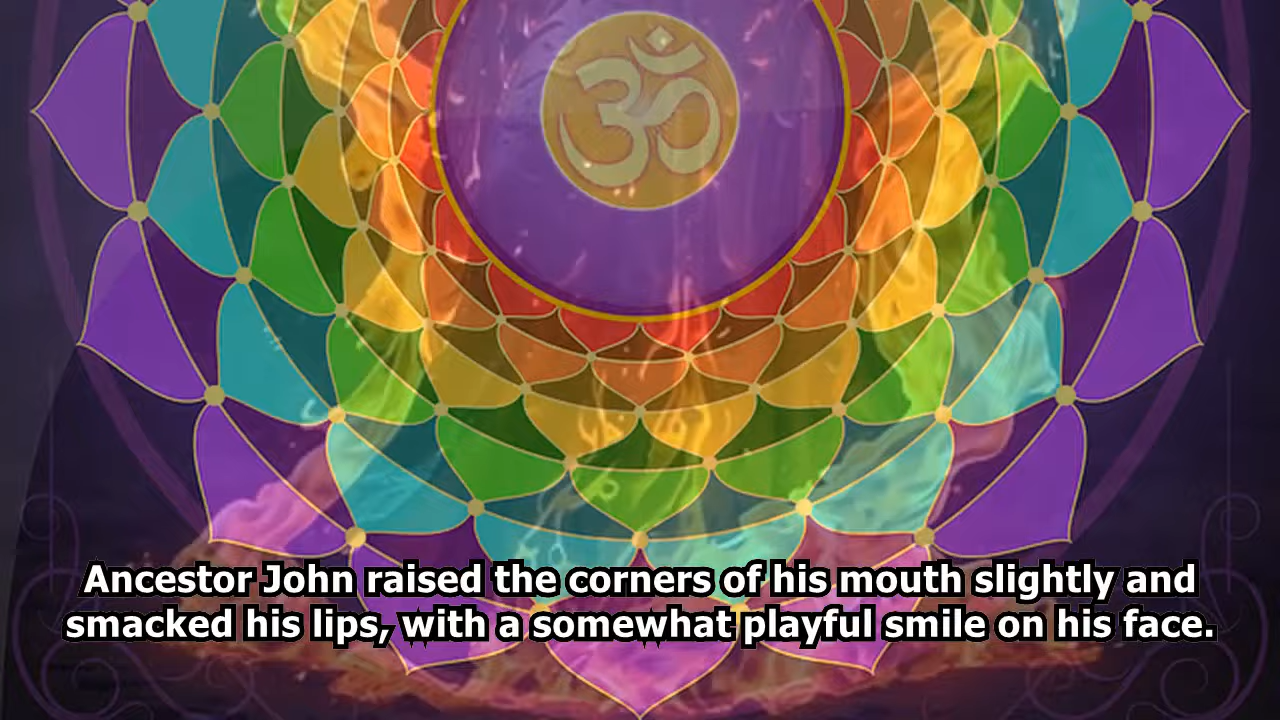 ॐ
Ancestor John raised the corners of his mouth slightly and
smacked his lips, with a somewhat playful smile on his face.